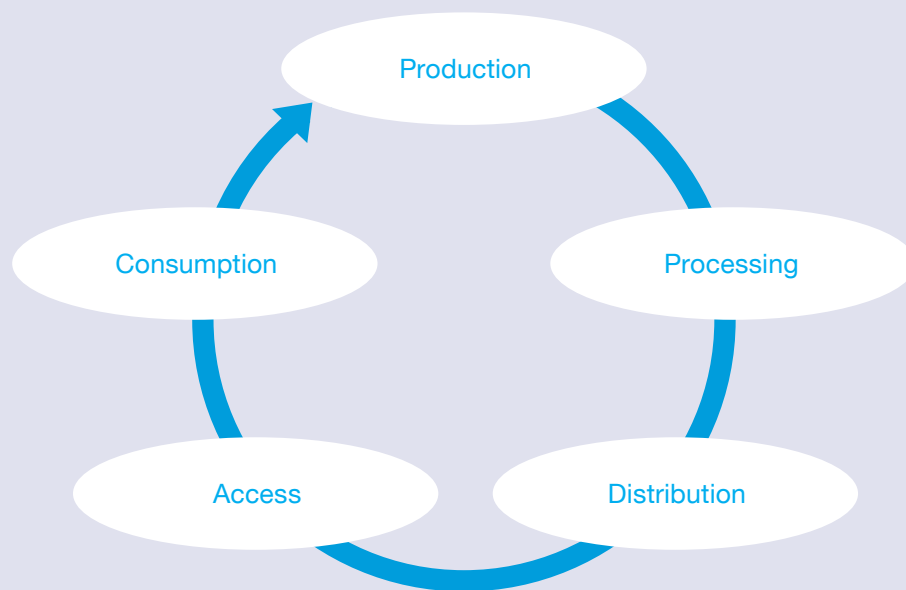 Production
Processing
Distribution
Access
Consumption